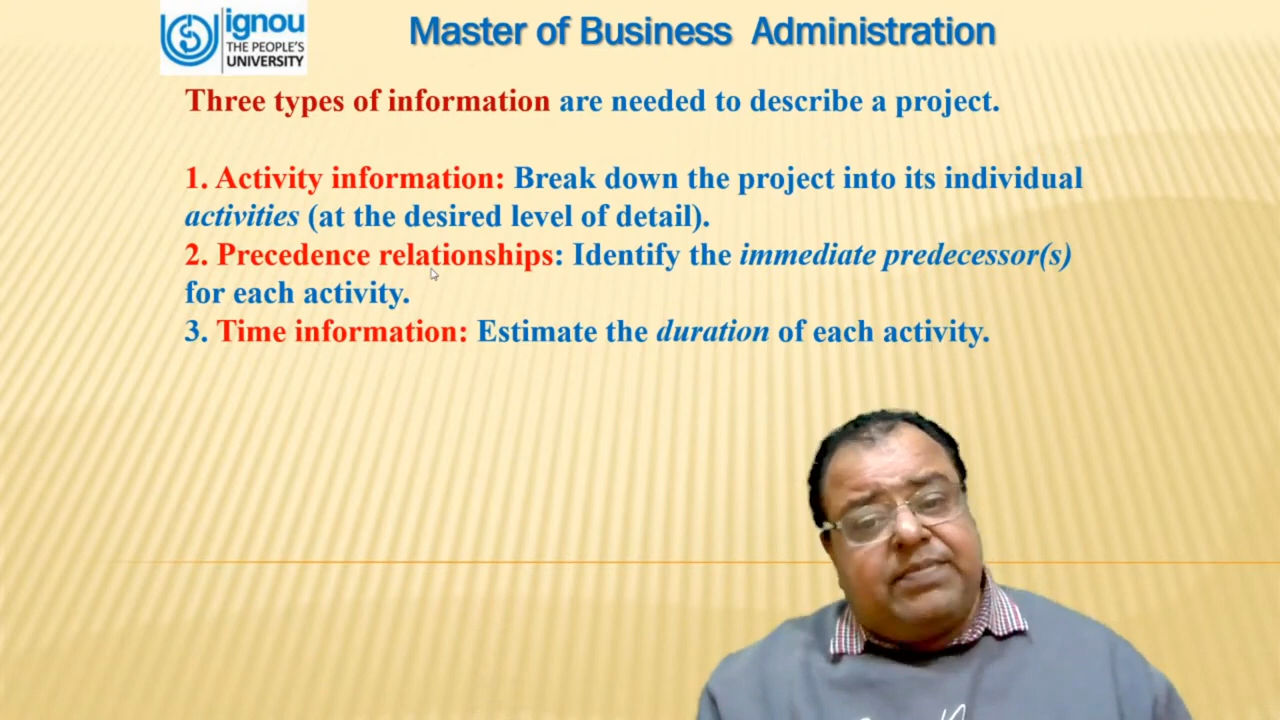 ignou
THE PEOPLE'S
UNIVERSITY
Master of Business Administration
Three types of information are needed to describe a project.
1. Activity information: Break down the project into its individual
activities (at the desired level of detail).
2. Precedence relationships: Identify the immediate predecessor(s)
for each activity.
3. Time information: Estimate the duration of each activity.